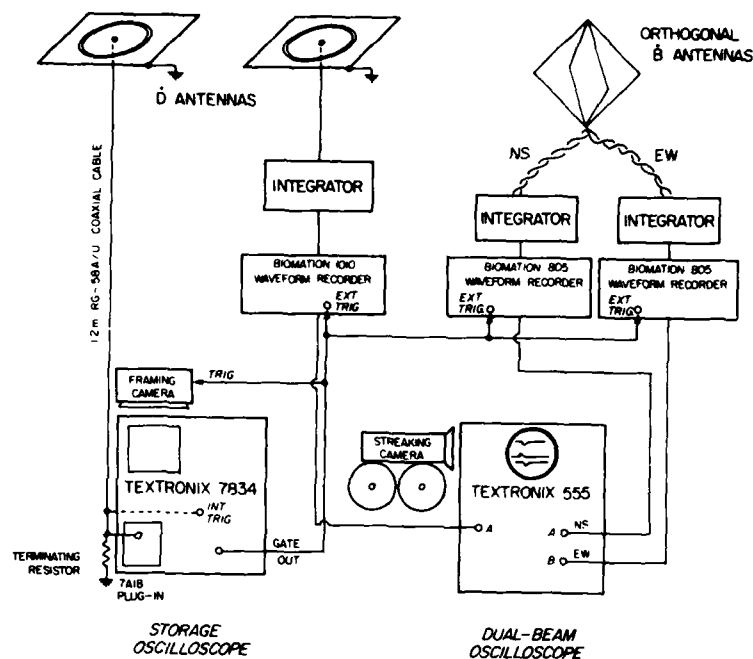 ORTHOGONAL
Ḃ ANTENNAS
Ḋ ANTENNAS
NS
EW
12m RG-58A/U COAXIAL CABLE
INTEGRATOR
INTEGRATOR
INTEGRATOR
BIOMATION 1010
WAVEFORM RECORDER
EXT
TRIG
BIOMATION 805
WAVEFORM RECORDER
EXT
TRIG
BIOMATION 805
WAVEFORM RECORDER
EXT
TRIG
FRAMING
CAMERA
TRIG
STREAKING
CAMERA
TEXTRONIX 7834
INT
TRIG
TEXTRONIX 555
A
A
NS
B
EW
GATE
OUT
TERMINATING
RESISTOR
7A18
PLUG-IN
STORAGE
OSCILLOSCOPE
DUAL-BEAM
OSCILLOSCOPE